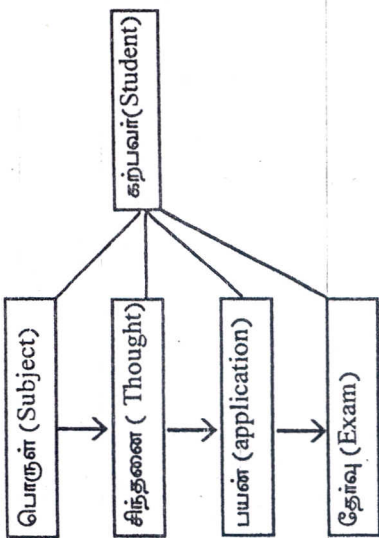 கற்பவர்(Student)
பொருள் (Subject)
சிந்தனை ( Thought)
பயன் (application)
தேர்வு (Exam)